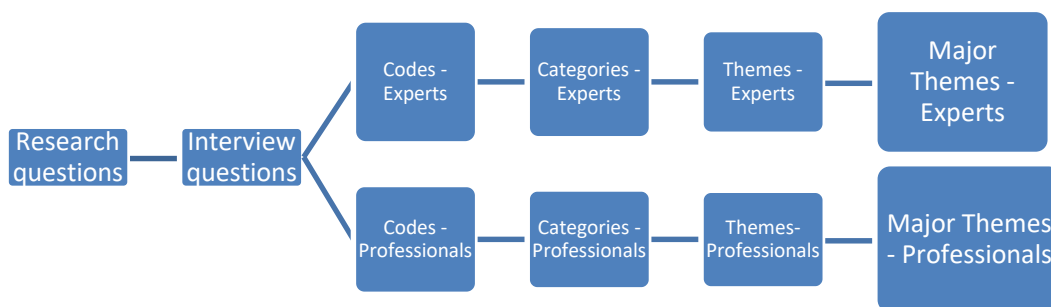 Research
questions
Interview
questions
Codes -
Experts
Categories -
Experts
Themes -
Experts
Major
Themes -
Experts
Codes -
Professionals
Categories -
Professionals
Themes-
Professionals
Major Themes
- Professionals